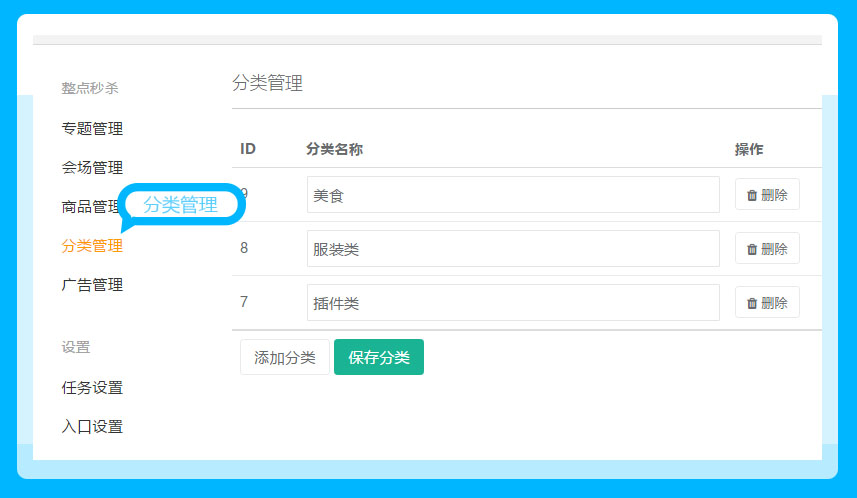 整点秒杀
专题管理
会场管理
商品管理
分类管理
分类管理
广告管理
设置
任务设置
入口设置
分类管理
ID 分类名称 操作
9 美食 删除
8 服装类 删除
7 插件类 删除
添加分类 保存分类